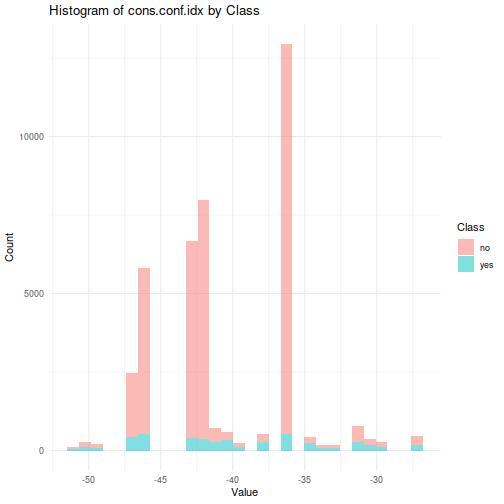 Histogram of cons.conf.idx by Class
10000
5000
0
Count
-50
-45
-40
-35
-30
Value
Class
no
yes